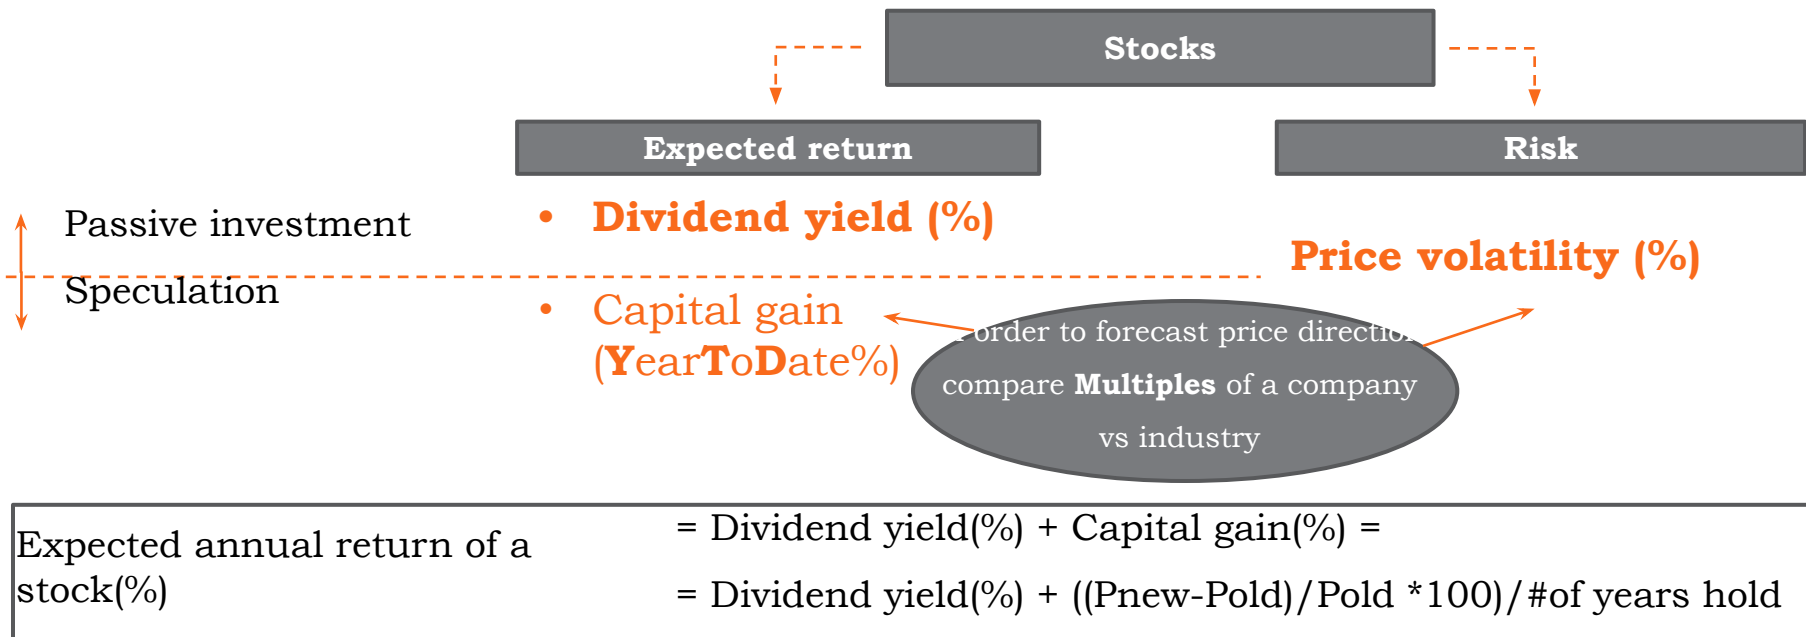 Stocks
Expected return
Risk
Passive investment
• Dividend yield (%)
Price volatility (%)
Speculation
• Capital gain
(YearToDate%)
order to forecast price direction
compare Multiples of a company
vs industry
Expected annual return of a
stock(%)
= Dividend yield(%) + Capital gain(%) =
= Dividend yield(%) + ((Pnew-Pold)/Pold *100)/#of years hold